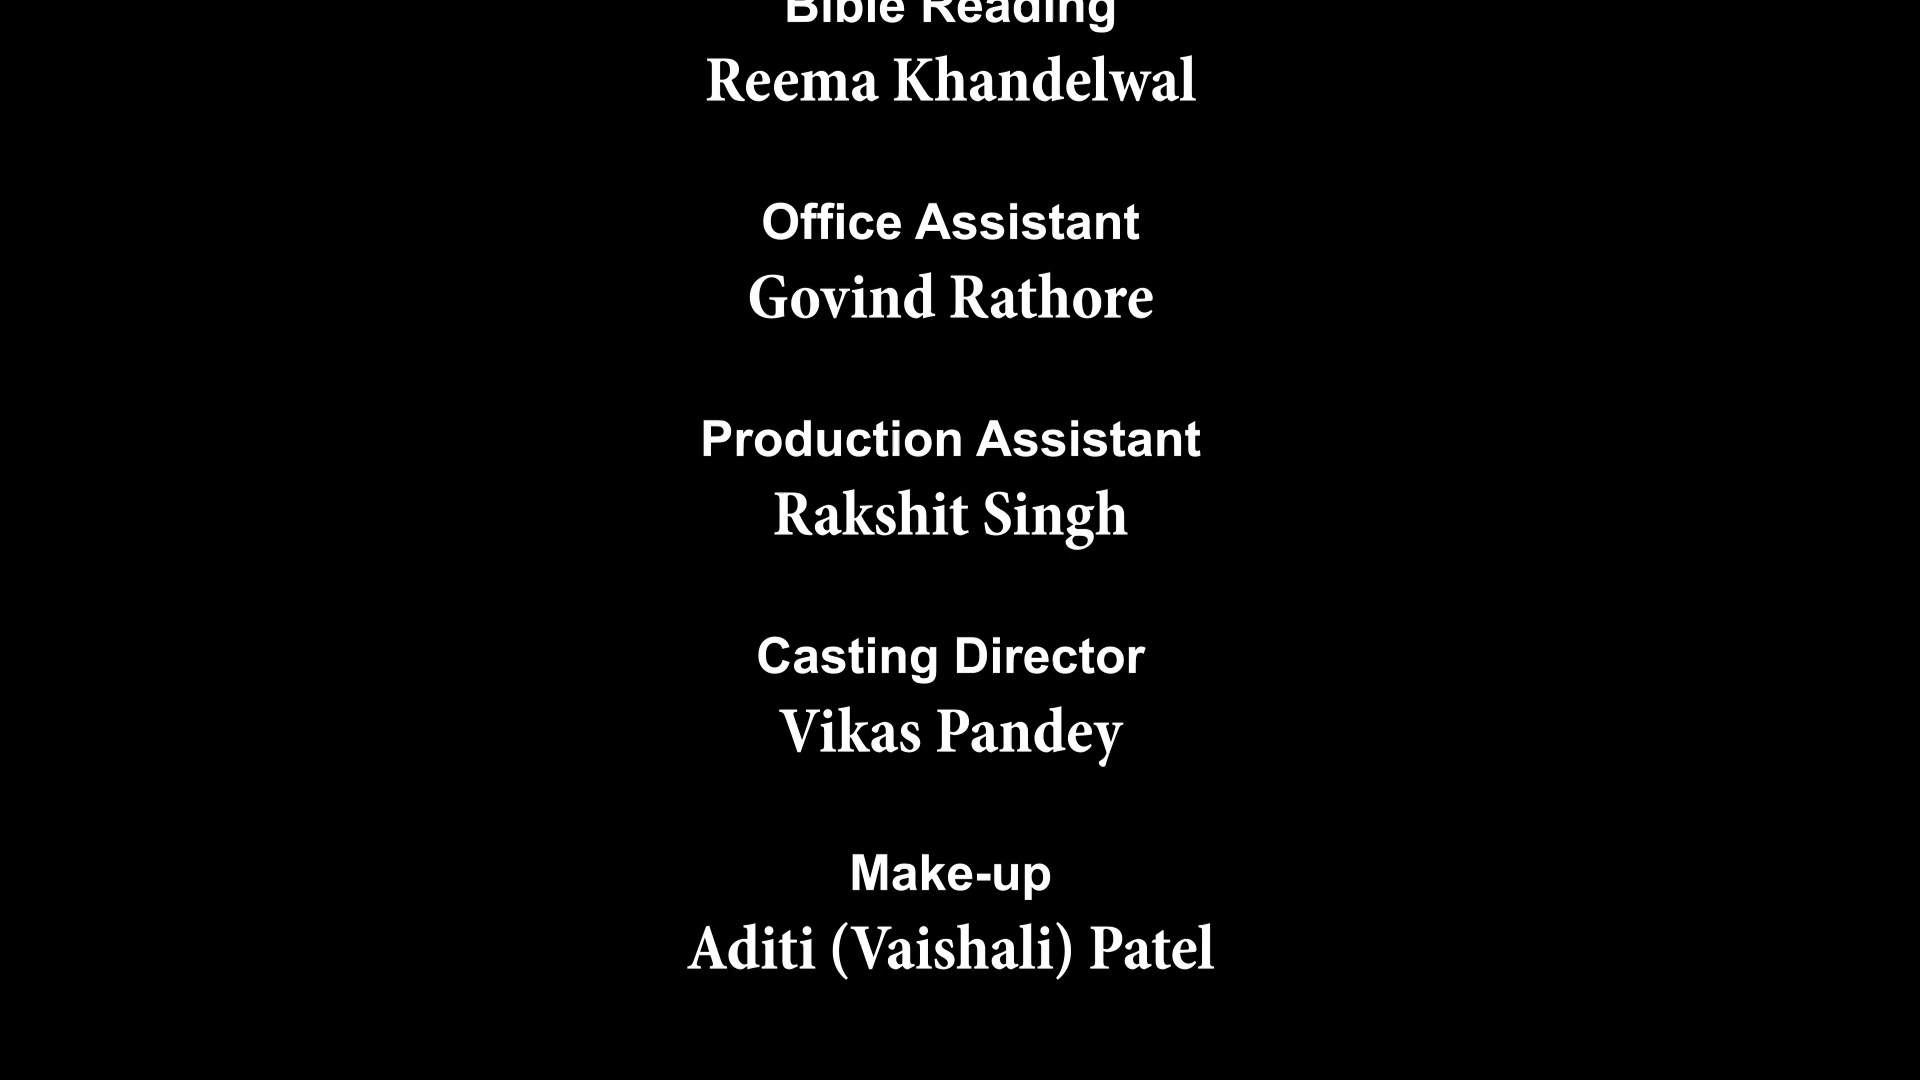 Bible Reading
Reema Khandelwal
Office Assistant
Govind Rathore
Production Assistant
Rakshit Singh
Casting Director
Vikas Pandey
Make-up
Aditi (Vaishali) Patel